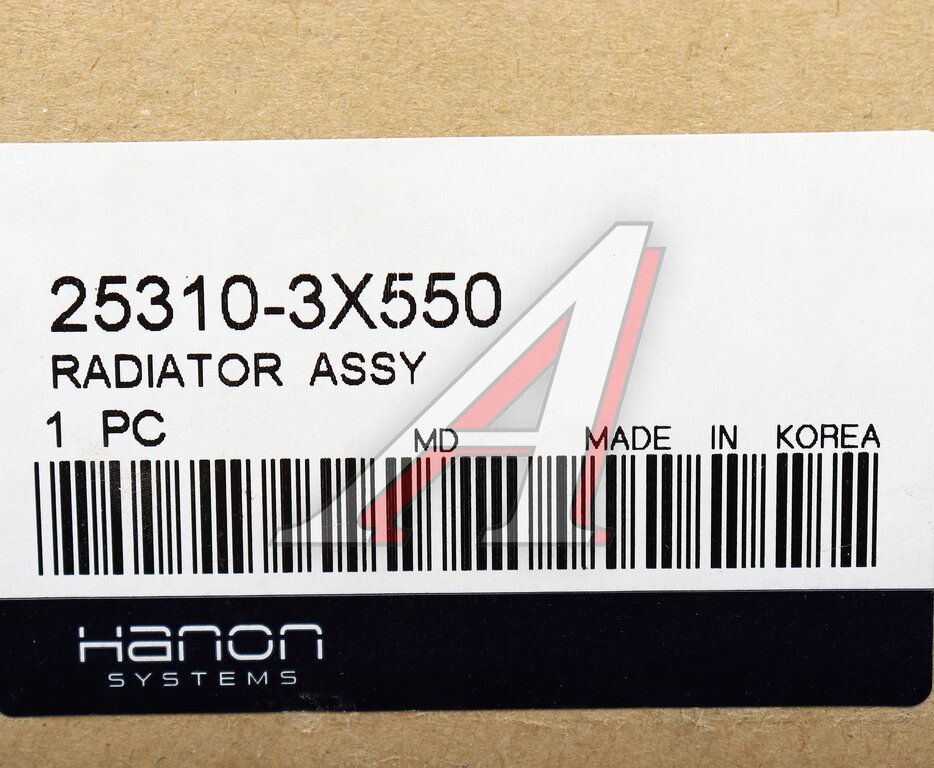 25310-3X550
RADIATOR ASSY
1 PC
MD MADE IN KOREA
Hanon
SYSTEMS